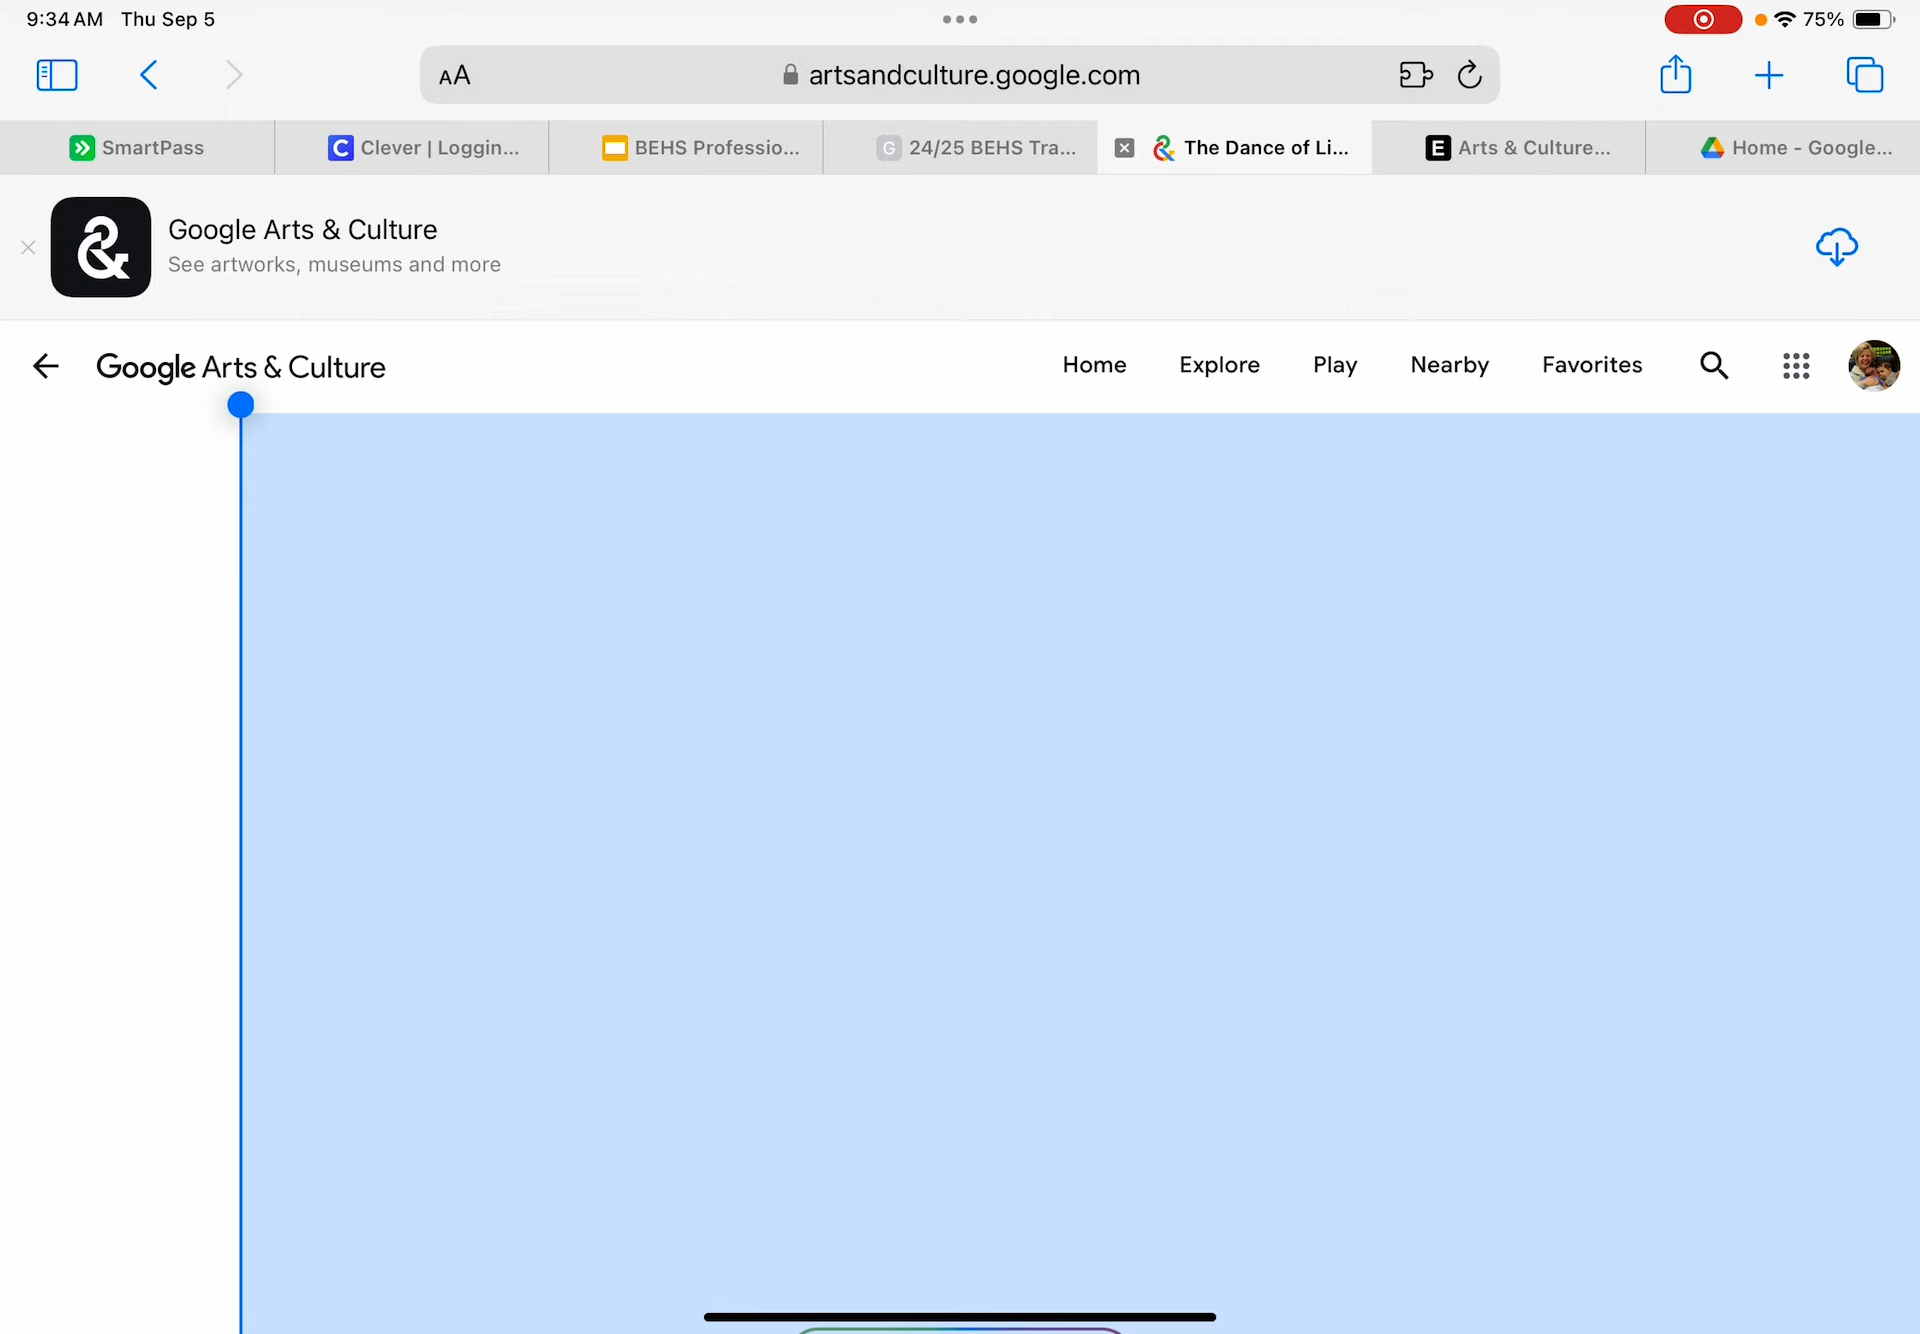 9:34 AM Thu Sep 5
75%
AA
artsandculture.google.com
SmartPass
Clever | Loggin...
BEHS Professio...
G 24/25 BEHS Tra...
The Dance of Li...
E Arts & Culture...
Home - Google...
Google Arts & Culture
See artworks, museums and more
Google Arts & Culture
Home
Explore
Play
Nearby
Favorites